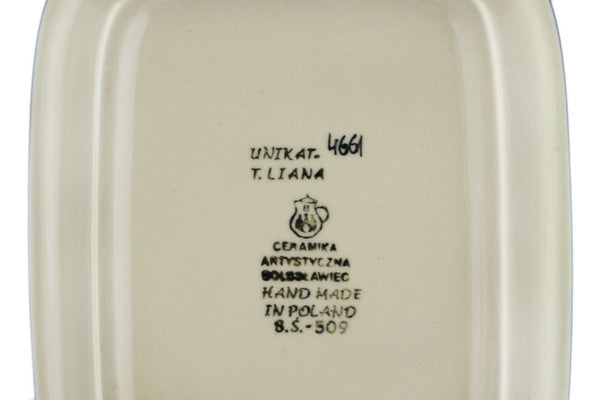 UNIKAT- 4661
T. LIANA
CERAMIKA
ARTYSTYCZNA
BOLESŁAWIEC
HAND MADE
IN POLAND
B.Ś.-309